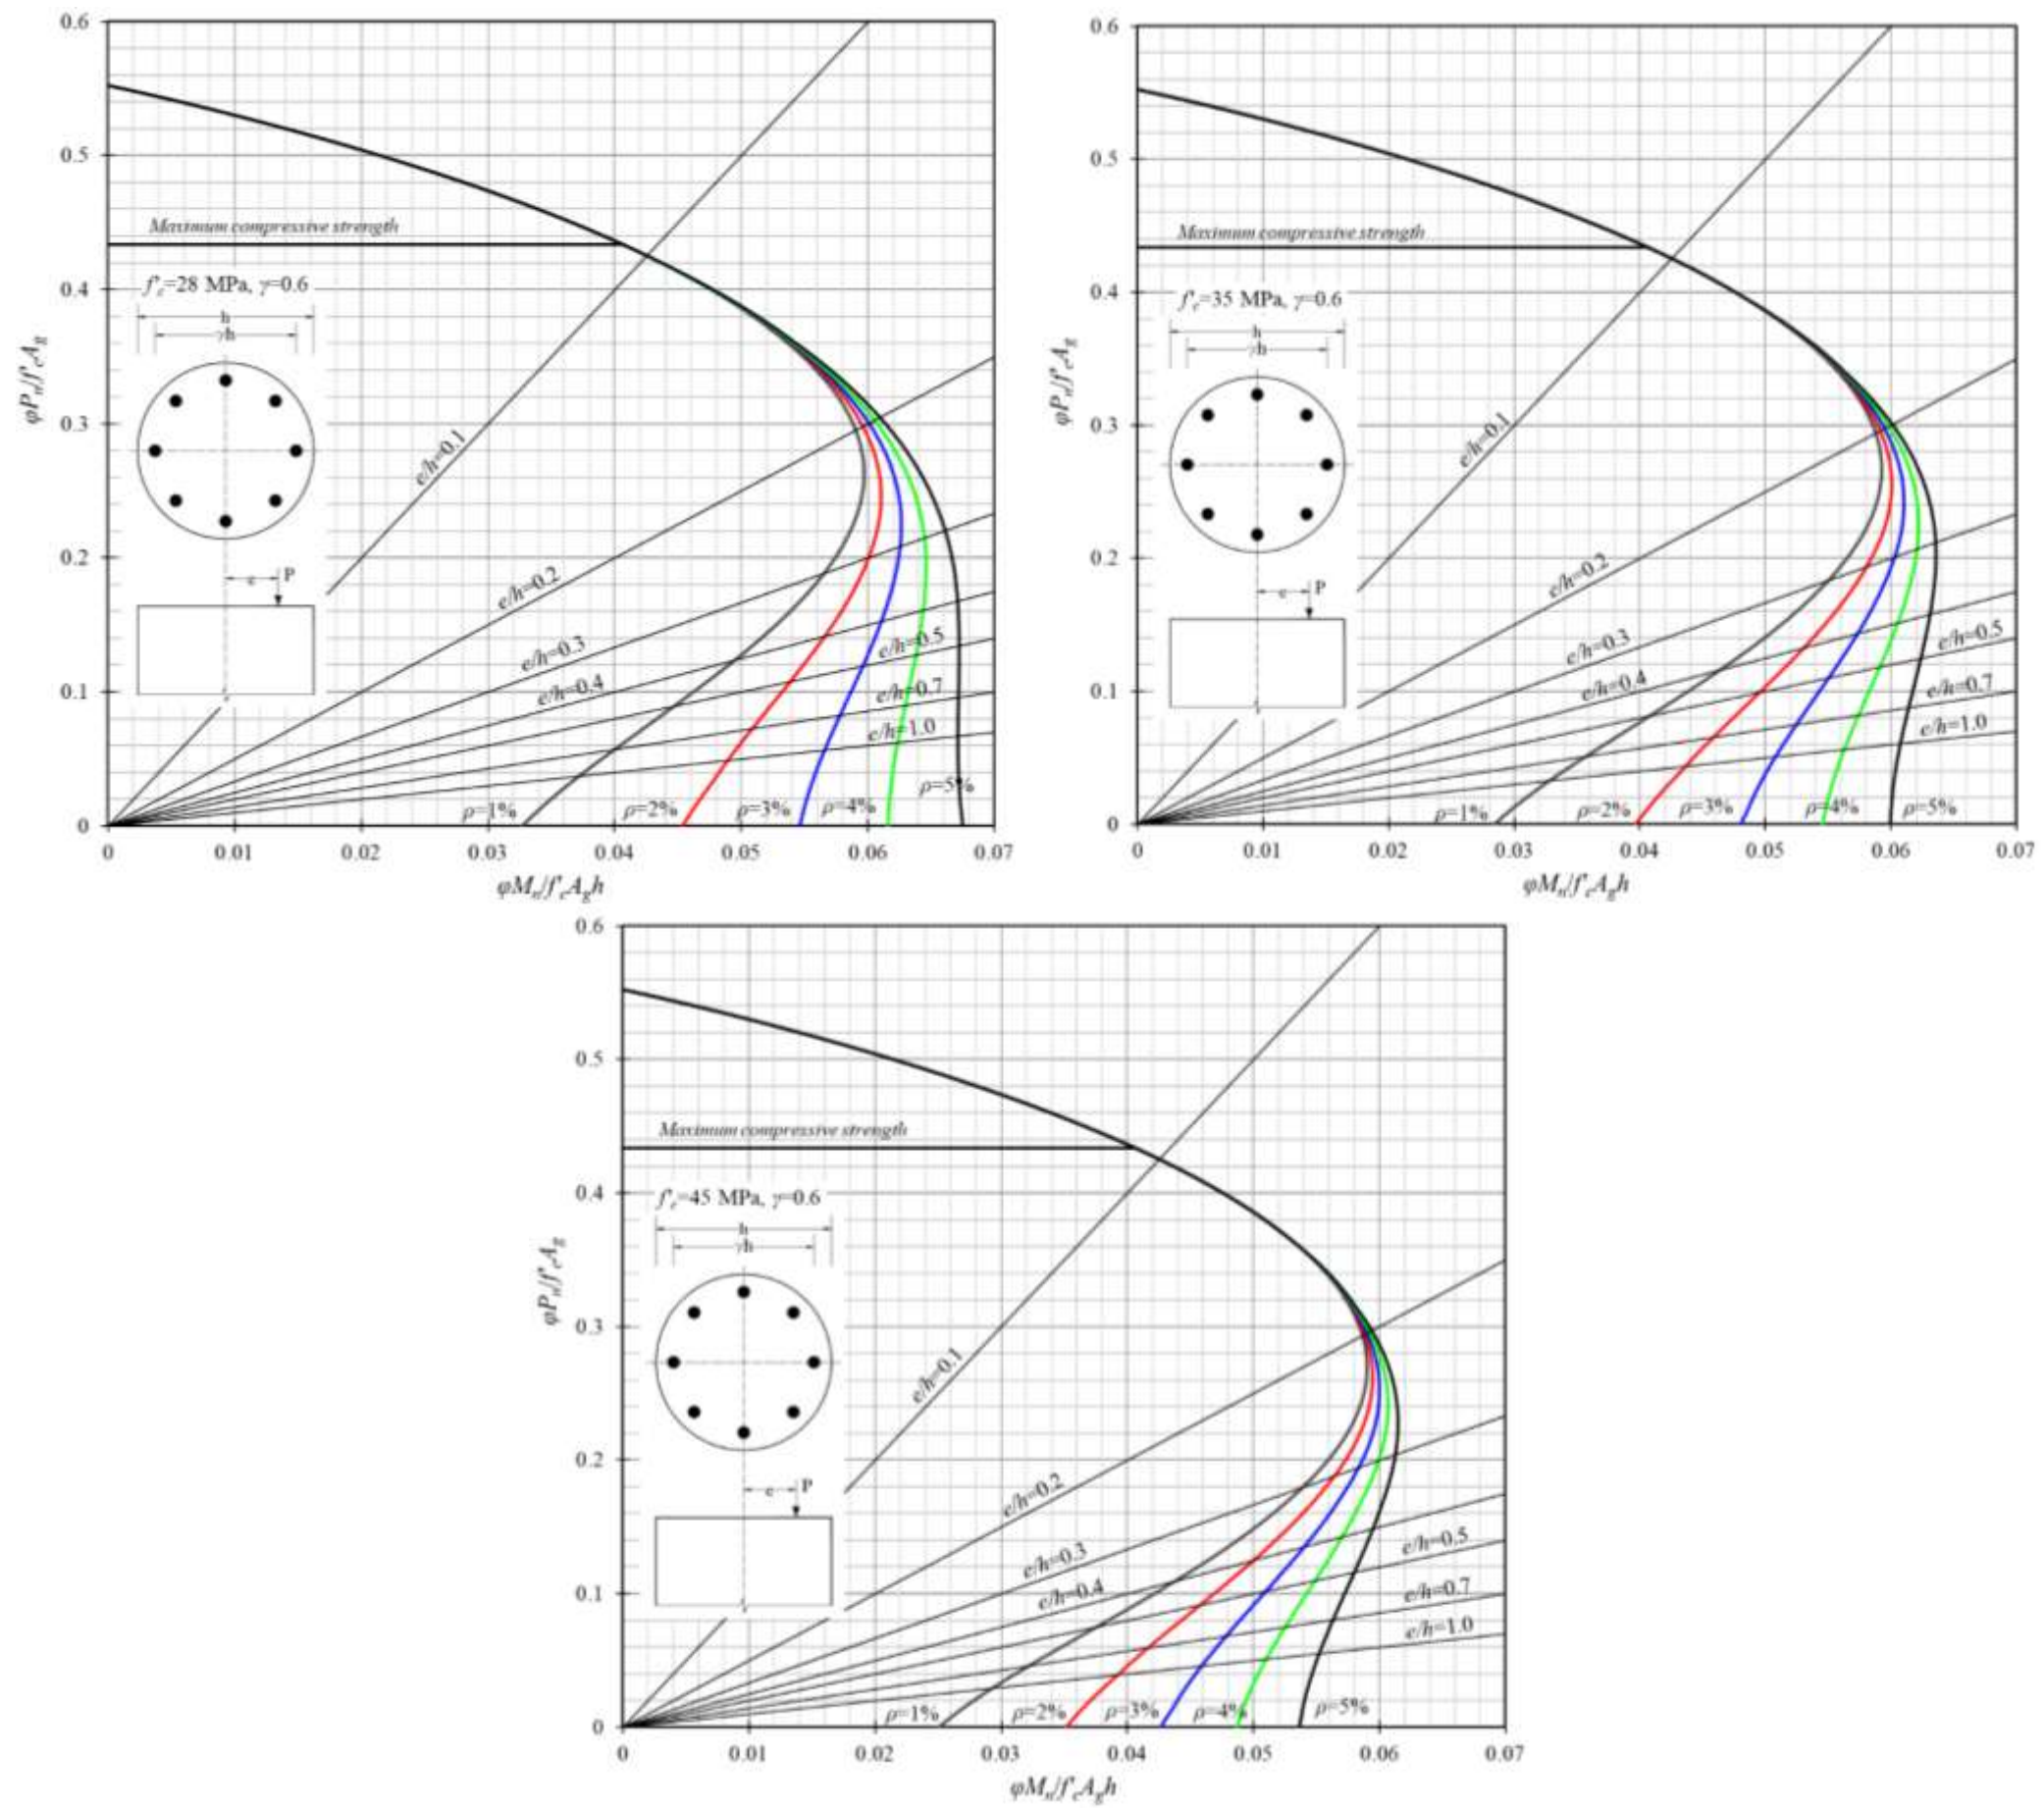 0.6
0.5
Maximum compressive strength
f'c=28 MPa, γ=0.6
0.4
h
γh
φPn/f'cAg
e/h=0.1
0.3
0.2
e P
e/h=0.2
e/h=0.3
e/h=0.4
e/h=0.5
e/h=0.7
e/h=1.0
0.1
ρ=1% ρ=2% ρ=3% ρ=4% ρ=5%
0
0 0.01 0.02 0.03 0.04 0.05 0.06 0.07
φMn/f'cAgh
0.6
0.5
Maximum compressive strength
0.4
f'c=35 MPa, γ=0.6
h
γh
φPn/f'cAg
e/h=0.1
0.3
0.2
e P
e/h=0.2
e/h=0.3
e/h=0.4
e/h=0.5
e/h=0.7
e/h=1.0
0.1
ρ=1% ρ=2% ρ=3% ρ=4% ρ=5%
0
0 0.01 0.02 0.03 0.04 0.05 0.06 0.07
φMn/f'cAgh
0.6
0.5
Maximum compressive strength
0.4
f'c=45 MPa, γ=0.6
h
γh
φPn/f'cAg
0.3
e/h=0.1
0.2
e P
e/h=0.2
e/h=0.3
e/h=0.4
e/h=0.5
e/h=0.7
e/h=1.0
0.1
ρ=1% ρ=2% ρ=3% ρ=4% ρ=5%
0
0 0.01 0.02 0.03 0.04 0.05 0.06 0.07
φMn/f'cAgh